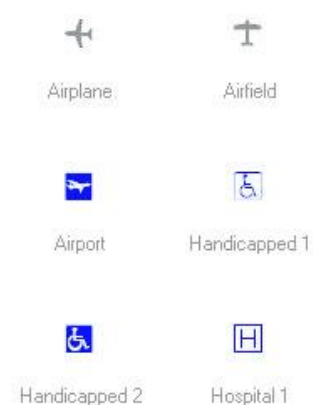 Airplane Airfield
Airport Handicapped 1
H
Handicapped 2 Hospital 1